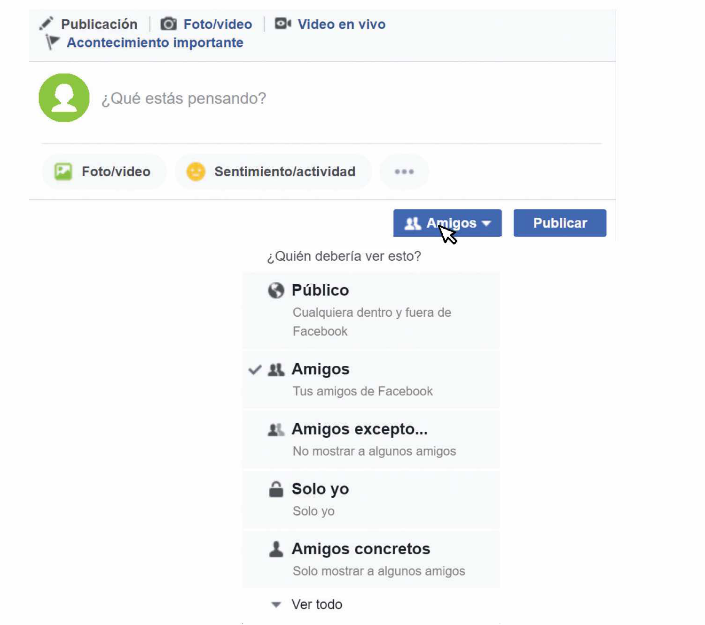 Publicación Foto/video Video en vivo
Acontecimiento importante
¿Qué estás pensando?
Foto/video Sentimiento/actividad
Amigos Publicar
¿Quién debería ver esto?
Público
Cualquiera dentro y fuera de
Facebook
Amigos
Tus amigos de Facebook
Amigos excepto...
No mostrar a algunos amigos
Solo yo
Solo yo
Amigos concretos
Solo mostrar a algunos amigos
Ver todo